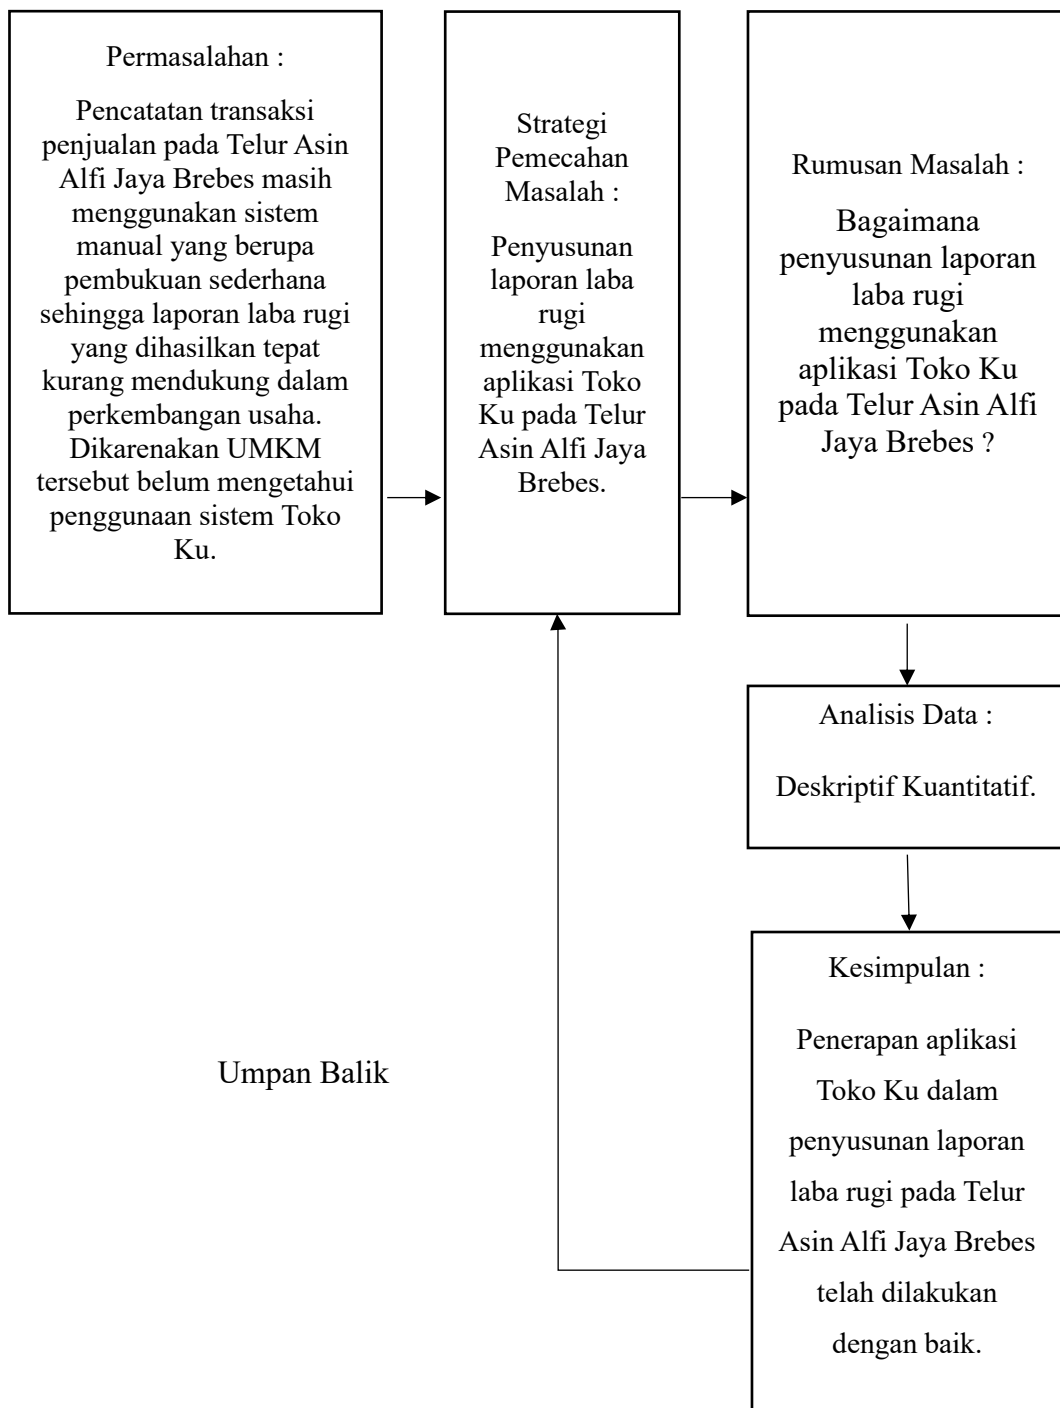 Permasalahan :
Pencatatan transaksi
penjualan pada Telur Asin
Alfi Jaya Brebes masih
menggunakan sistem
manual yang berupa
pembukuan sederhana
sehingga laporan laba rugi
yang dihasilkan tepat
kurang mendukung dalam
perkembangan usaha.
Dikarenakan UMKM
tersebut belum mengetahui
penggunaan sistem Toko
Ku.
Strategi
Pemecahan
Masalah :
Penyusunan
laporan laba
rugi
menggunakan
aplikasi Toko
Ku pada Telur
Asin Alfi Jaya
Brebes.
Rumusan Masalah :
Bagaimana
penyusunan laporan
laba rugi
menggunakan
aplikasi Toko Ku
pada Telur Asin Alfi
Jaya Brebes ?
Analisis Data :
Deskriptif Kuantitatif.
Kesimpulan :
Penerapan aplikasi
Toko Ku dalam
penyusunan laporan
laba rugi pada Telur
Asin Alfi Jaya Brebes
telah dilakukan
dengan baik.
Umpan Balik